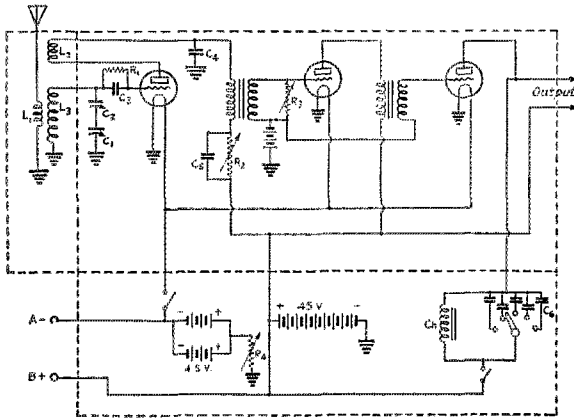 L₂
C₄
R₁
C₃
L₁
L₃
C₂
C₁
R₃
C₅
R₂
Output
A-
- +
- +
4.5 V.
R₄
+ 45 V -
Ch
C₆
B+